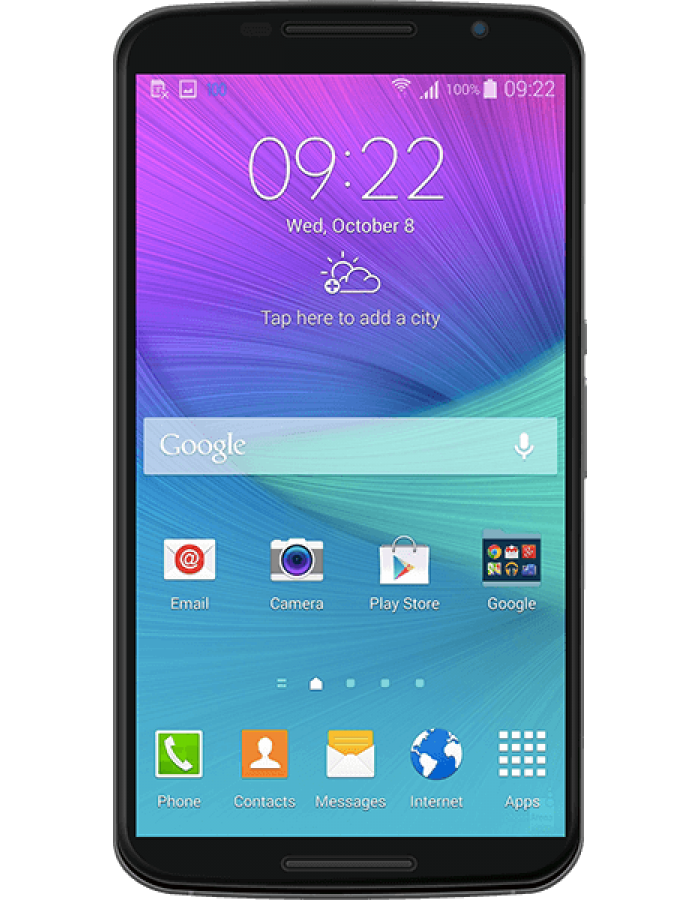 100% 09:22
09:22
Wed, October 8
Tap here to add a city
Google
@
Email
Camera
Play Store
Google
Phone
Contacts
Messages
Internet
Apps